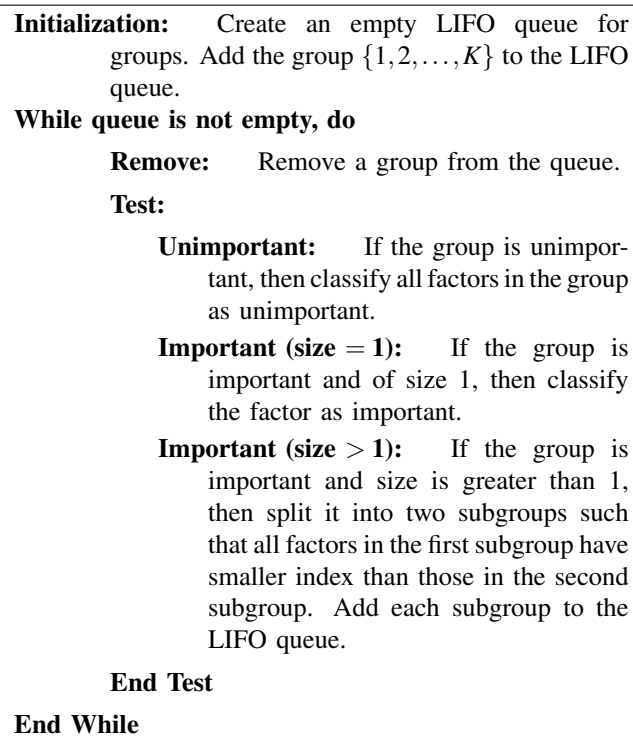 Initialization: Create an empty LIFO queue for
groups. Add the group {1,2,...,K} to the LIFO
queue.
While queue is not empty, do
Remove: Remove a group from the queue.
Test:
Unimportant: If the group is unimpor-
tant, then classify all factors in the group
as unimportant.
Important (size = 1): If the group is
important and of size 1, then classify
the factor as important.
Important (size > 1): If the group is
important and size is greater than 1,
then split it into two subgroups such
that all factors in the first subgroup have
smaller index than those in the second
subgroup. Add each subgroup to the
LIFO queue.
End Test
End While